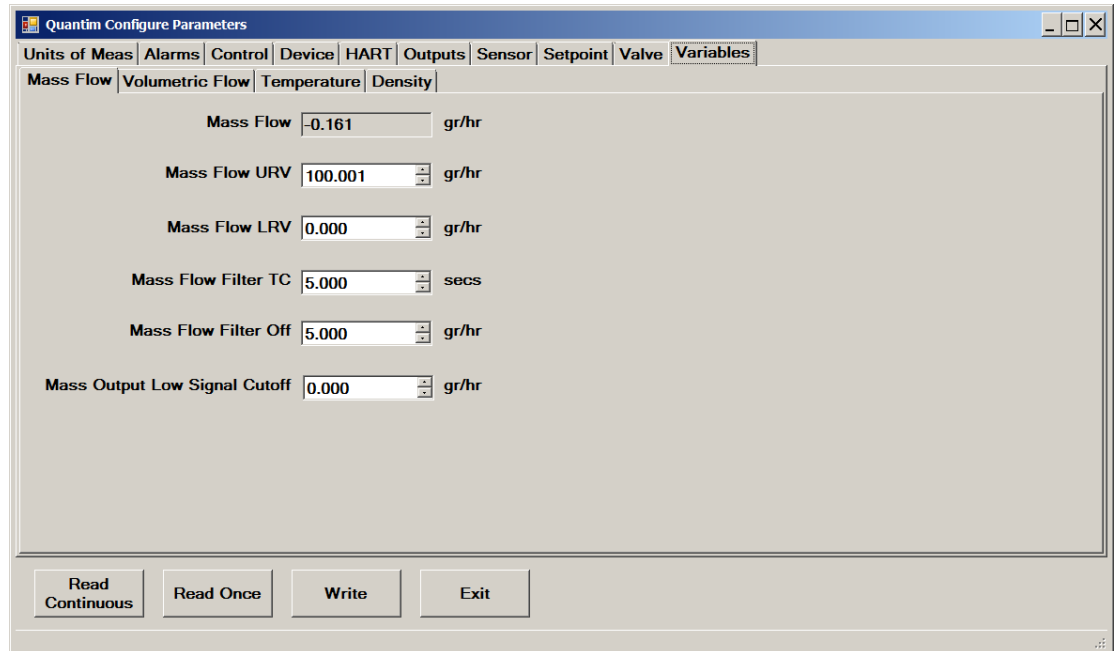 Quantim Configure Parameters
Units of Meas Alarms Control Device HART Outputs Sensor Setpoint Valve Variables
Mass Flow Volumetric Flow Temperature Density
Mass Flow -0.161 gr/hr
Mass Flow URV 100.001 gr/hr
Mass Flow LRV 0.000 gr/hr
Mass Flow Filter TC 5.000 secs
Mass Flow Filter Off 5.000 gr/hr
Mass Output Low Signal Cutoff 0.000 gr/hr
Read
Continuous
Read Once
Write
Exit